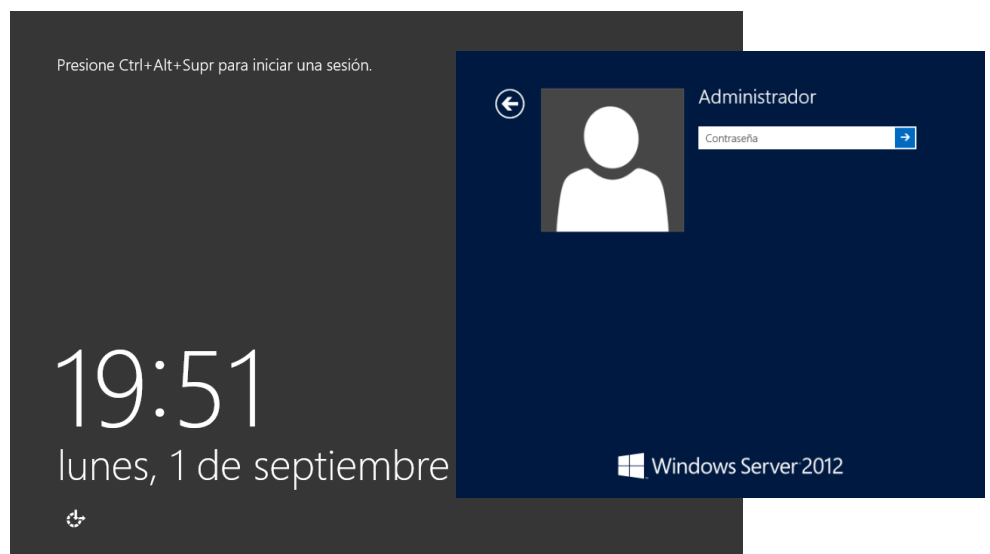 Presione Ctrl+Alt+Supr para iniciar una sesión.
19:51
lunes, 1 de septiembre
Administrador
Contraseña
Windows Server 2012